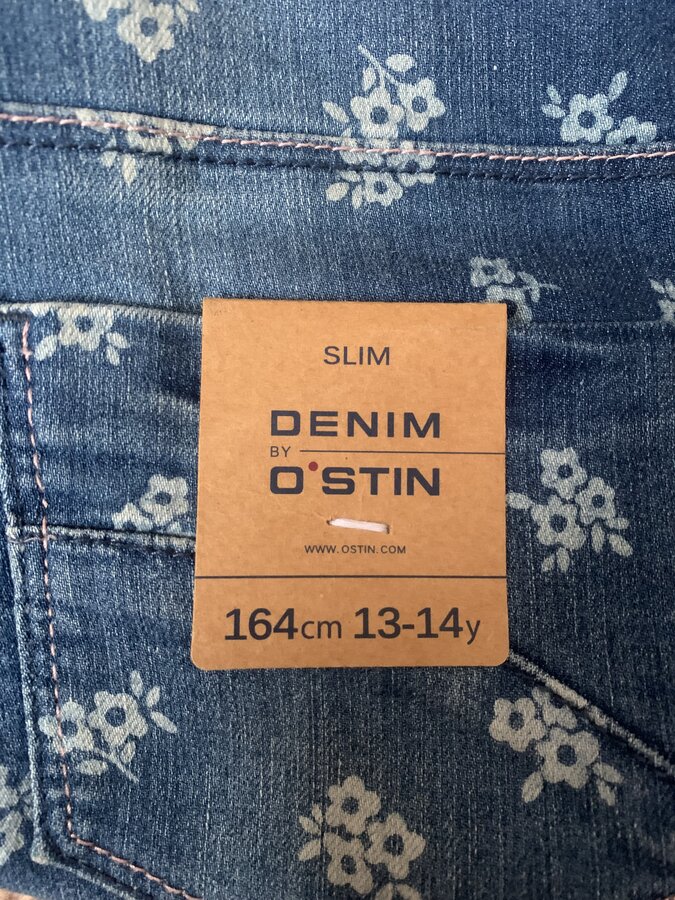 SLIM
DENIM
BY
O'STIN
WWW.OSTIN.COM
164cm 13-14y